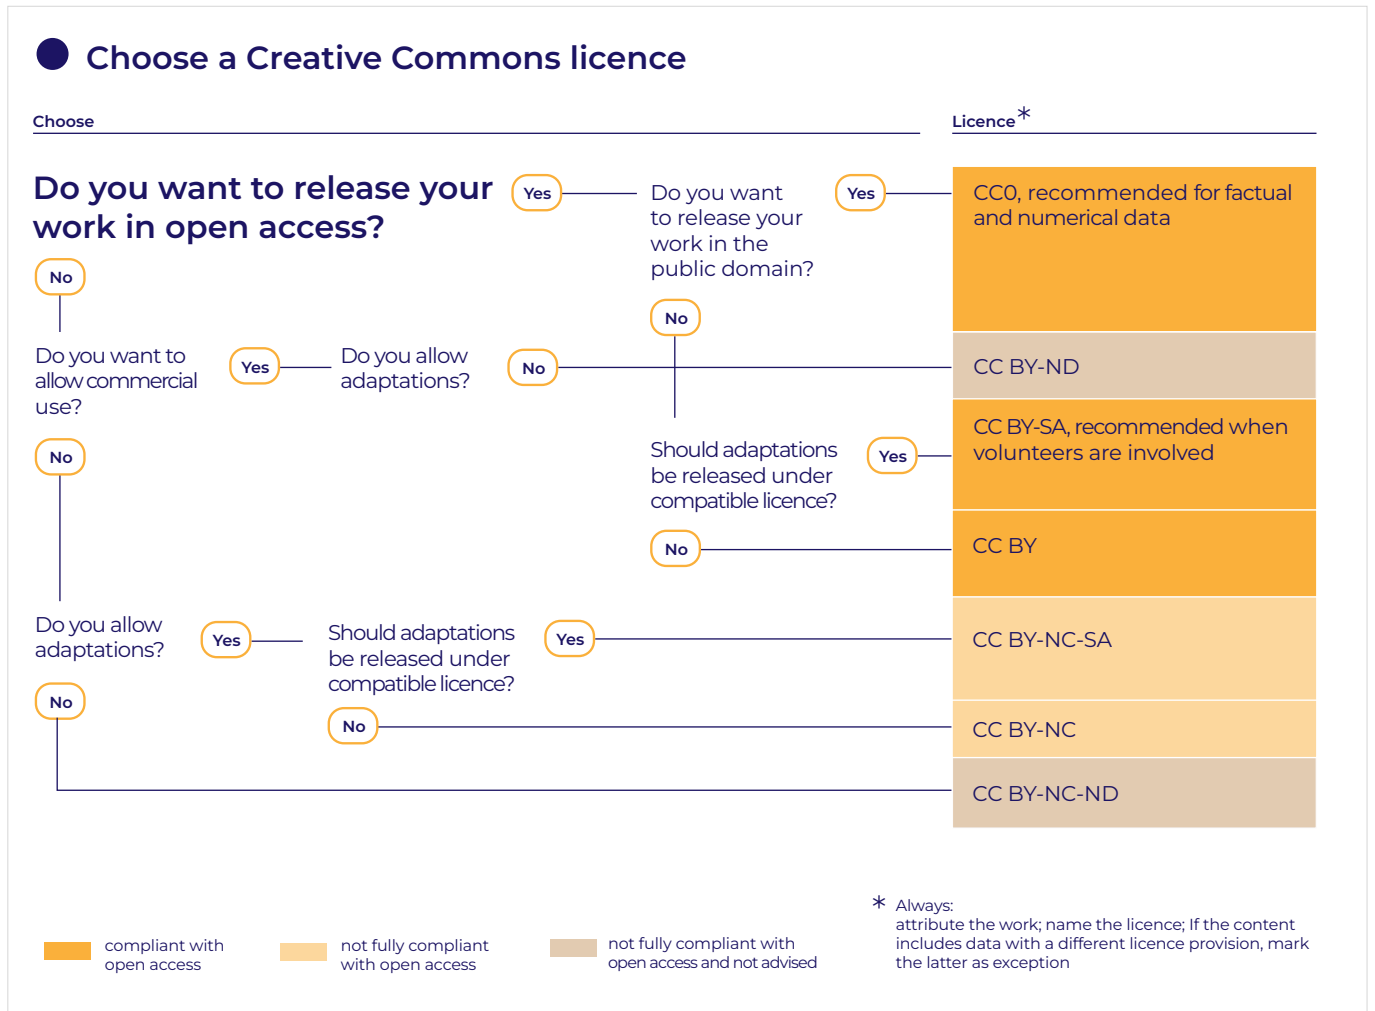 Choose a Creative Commons licence
Choose
Licence*
Do you want to release your
work in open access?
Yes
Do you want
to release your
work in the
public domain?
Yes
CC0, recommended for factual
and numerical data
No
No
Do you want to
allow commercial
use?
Yes
Do you allow
adaptations?
No
CC BY-ND
No
Should adaptations
be released under
compatible licence?
Yes
CC BY-SA, recommended when
volunteers are involved
No
CC BY
Do you allow
adaptations?
Yes
Should adaptations
be released under
compatible licence?
Yes
CC BY-NC-SA
No
No
CC BY-NC
CC BY-NC-ND
compliant with
open access
not fully compliant
with open access
not fully compliant with
open access and not advised
* Always:
attribute the work; name the licence; If the content
includes data with a different licence provision, mark
the latter as exception